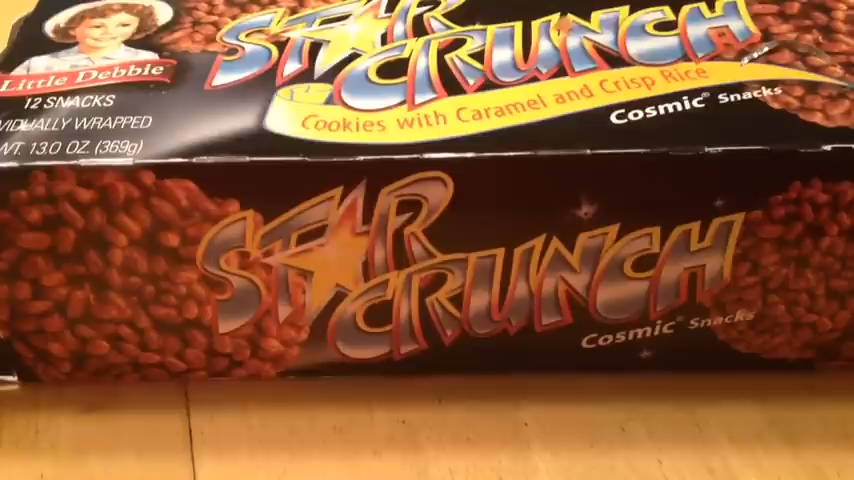 Little Debbie
12 SNACKS
VIDUALLY WRAPPED
WT. 13.0 OZ. (369g)
STAR
CRUNCH
Cookies with Caramel and Crisp Rice
Cosmic® Snacks
STAR
CRUNCH
Cosmic® Snacks